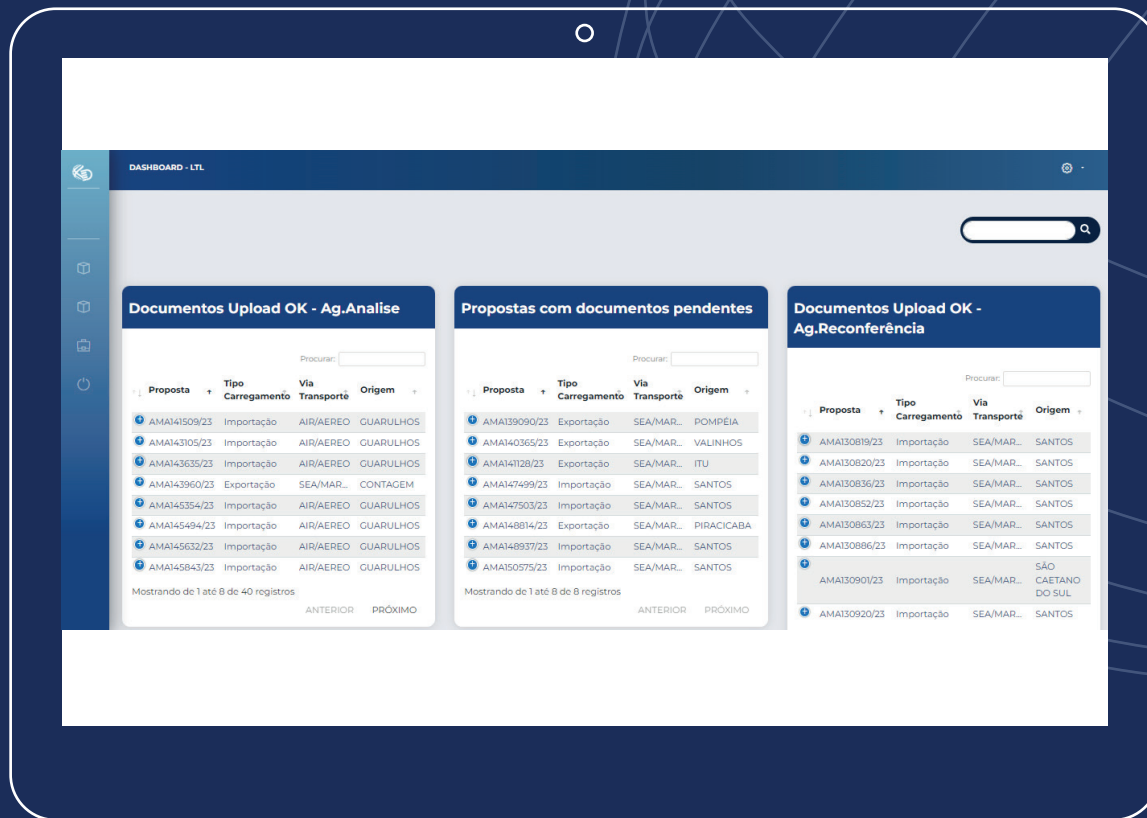 DASHBOARD - LTL
Documentos Upload OK - Ag.Analise
Procurar:
Proposta Tipo Carregamento Via Transporte Origem
AMA141509/23 Importação AIR/AEREO GUARULHOS
AMA143105/23 Importação AIR/AEREO GUARULHOS
AMA143635/23 Importação AIR/AEREO GUARULHOS
AMA143960/23 Exportação SEA/MAR... CONTAGEM
AMA145354/23 Importação AIR/AEREO GUARULHOS
AMA145494/23 Importação AIR/AEREO GUARULHOS
AMA145632/23 Importação AIR/AEREO GUARULHOS
AMA145843/23 Importação AIR/AEREO GUARULHOS
Mostrando de 1 até 8 de 40 registros
ANTERIOR PRÓXIMO
Propostas com documentos pendentes
Procurar:
Proposta Tipo Carregamento Via Transporte Origem
AMA139090/23 Exportação SEA/MAR... POMPÉIA
AMA140365/23 Exportação SEA/MAR... VALINHOS
AMA141128/23 Exportação SEA/MAR... ITU
AMA147499/23 Importação SEA/MAR... SANTOS
AMA147503/23 Importação SEA/MAR... SANTOS
AMA148814/23 Exportação SEA/MAR... PIRACICABA
AMA148937/23 Importação SEA/MAR... SANTOS
AMA150575/23 Importação SEA/MAR... SANTOS
Mostrando de 1 até 8 de 8 registros
ANTERIOR PRÓXIMO
Documentos Upload OK -
Ag.Reconferência
Procurar:
Proposta Tipo Carregamento Via Transporte Origem
AMA130819/23 Importação SEA/MAR... SANTOS
AMA130820/23 Importação SEA/MAR... SANTOS
AMA130836/23 Importação SEA/MAR... SANTOS
AMA130852/23 Importação SEA/MAR... SANTOS
AMA130863/23 Importação SEA/MAR... SANTOS
AMA130886/23 Importação SEA/MAR... SANTOS
AMA130901/23 Importação SEA/MAR... SÃO CAETANO DO SUL
AMA130920/23 Importação SEA/MAR... SANTOS